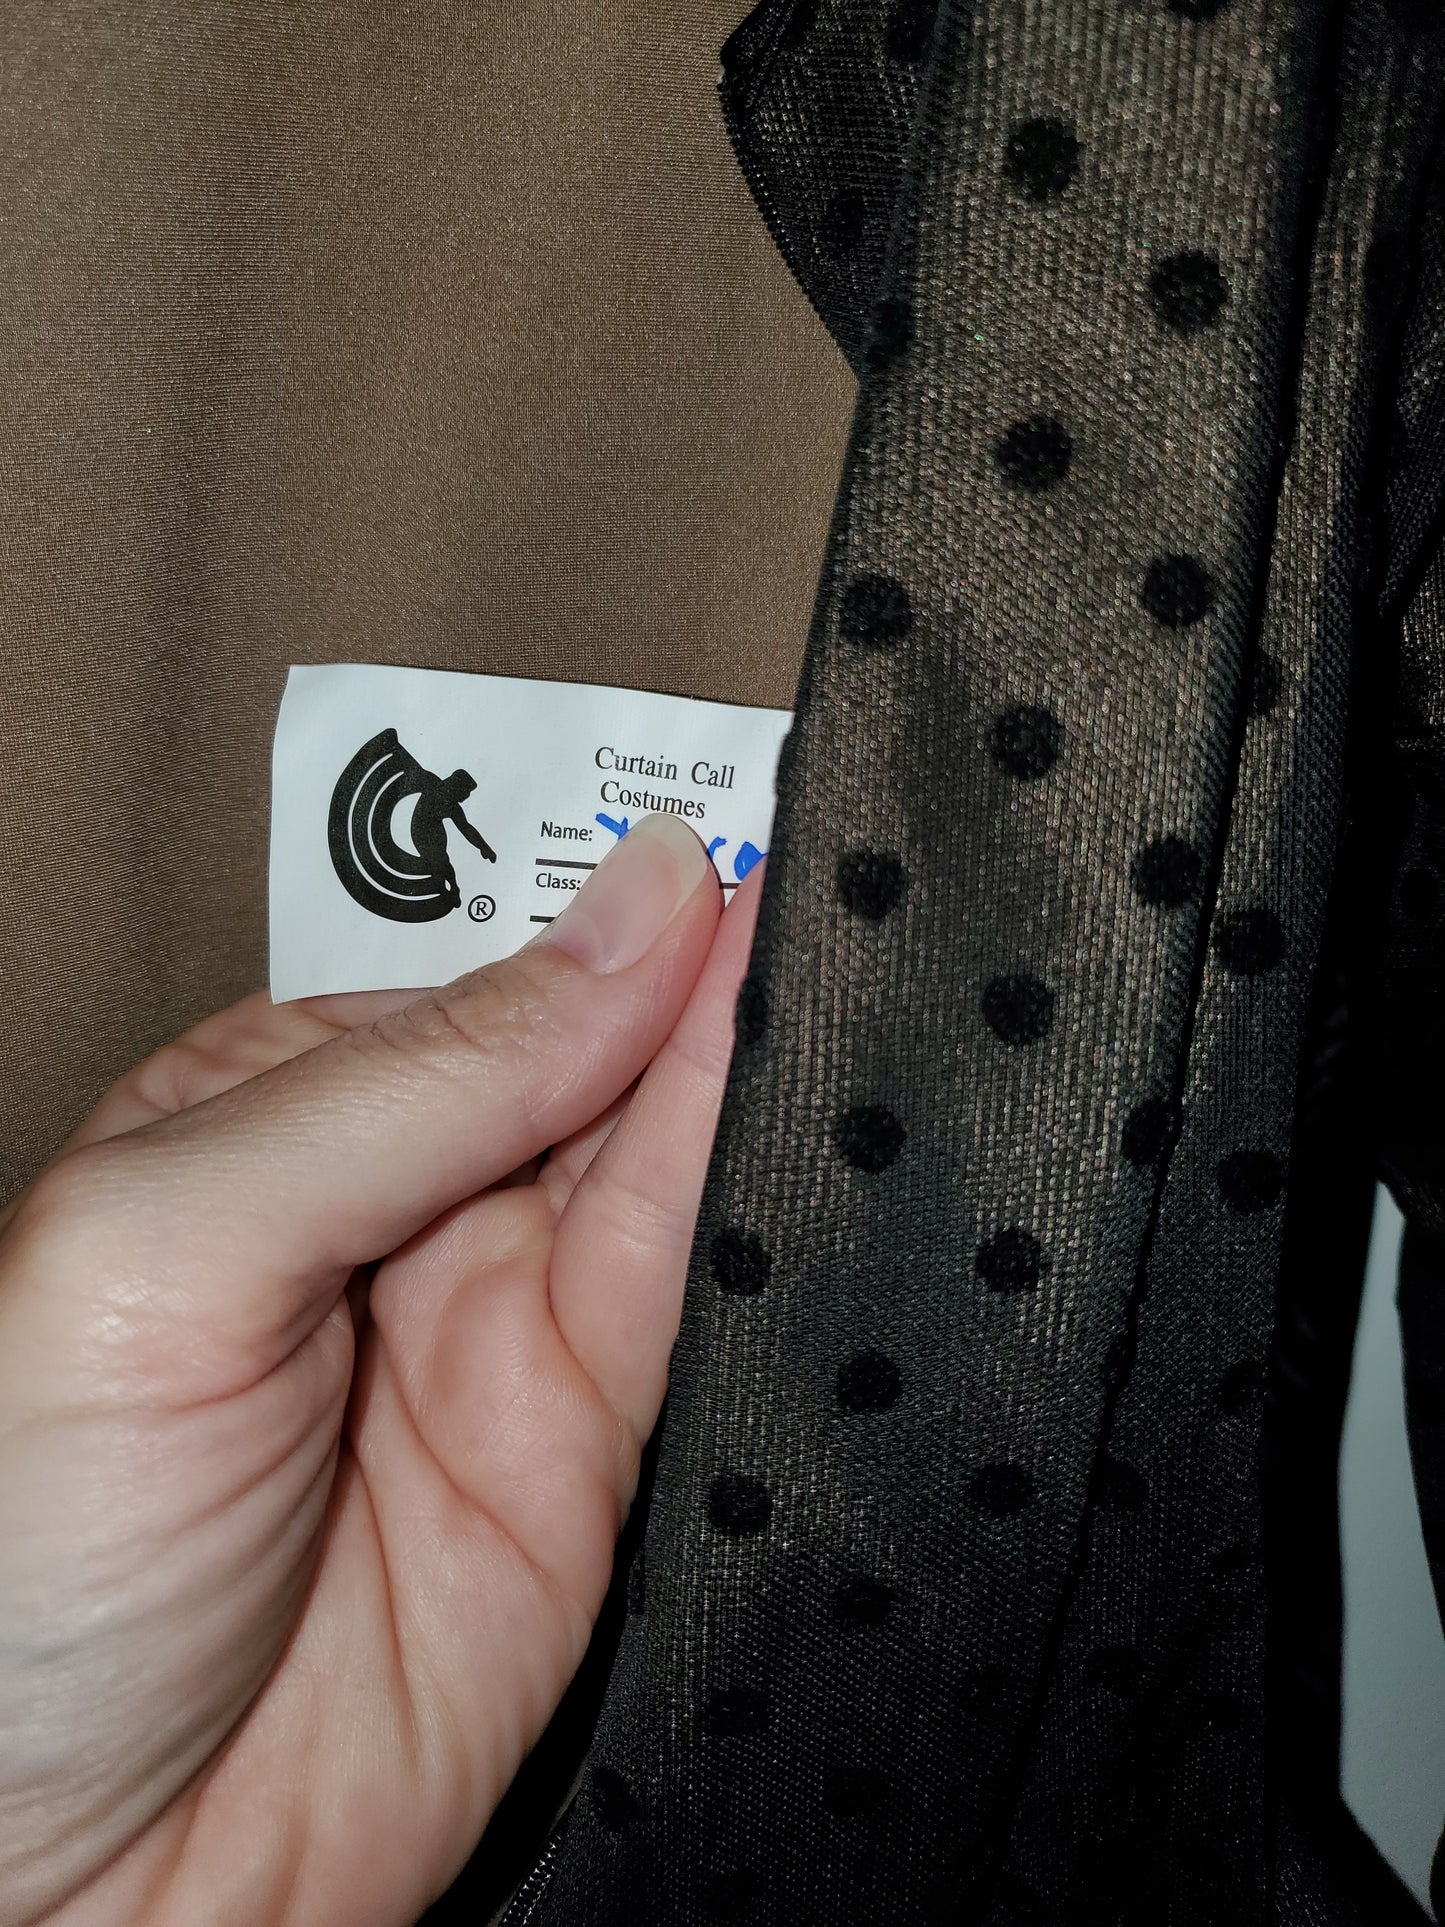 Curtain Call
Costumes
Name:
Class:
®